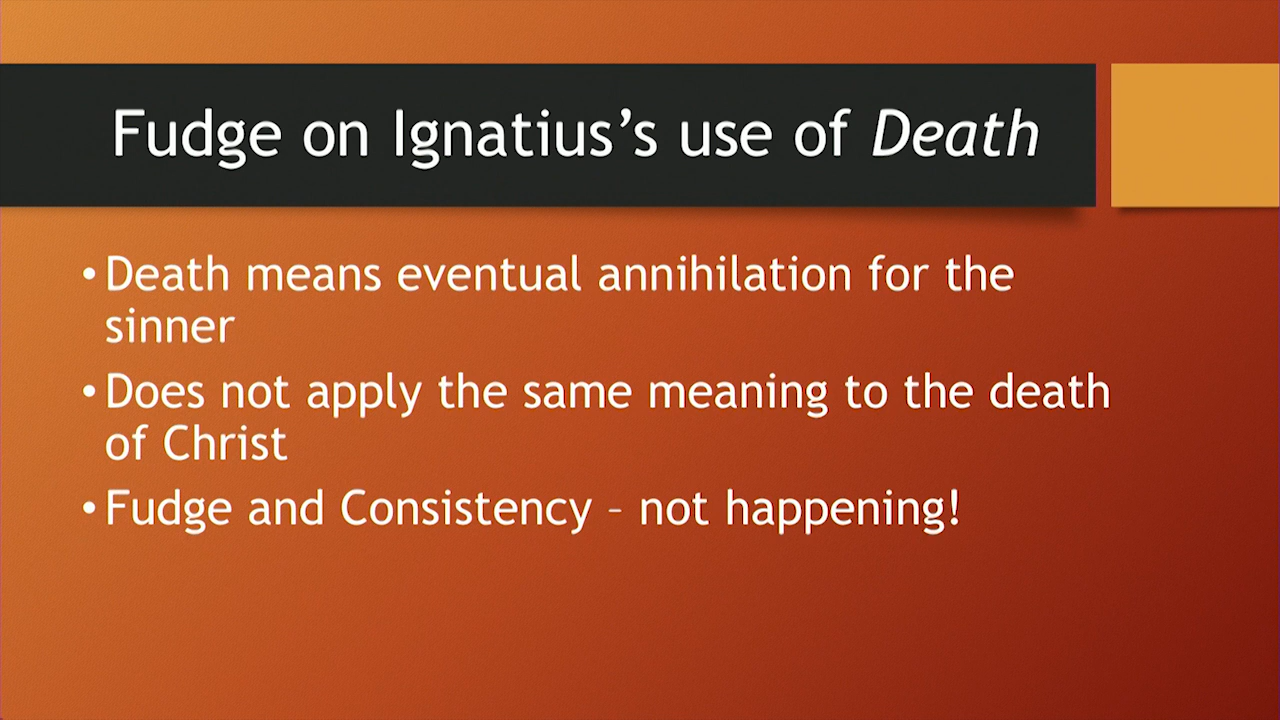 Fudge on Ignatius’s use of Death
•Death means eventual annihilation for the
sinner
•Does not apply the same meaning to the death
of Christ
•Fudge and Consistency – not happening!